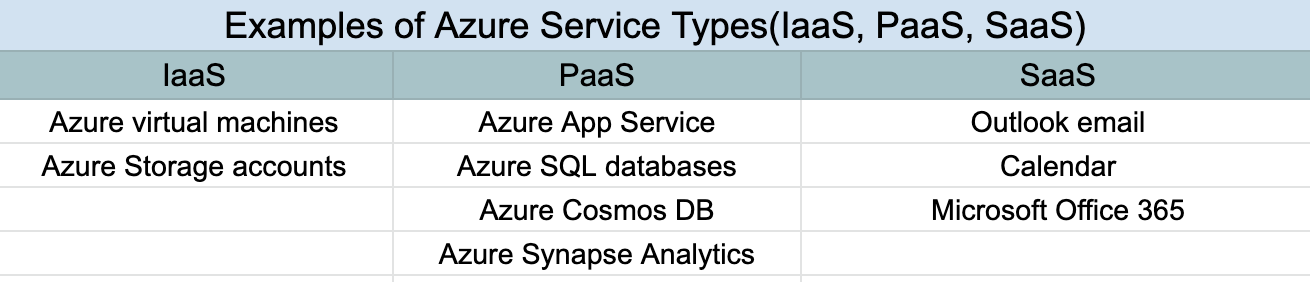 Examples of Azure Service Types(IaaS, PaaS, SaaS)
IaaS PaaS SaaS
Azure virtual machines Azure App Service Outlook email
Azure Storage accounts Azure SQL databases Calendar
Azure Cosmos DB Microsoft Office 365
Azure Synapse Analytics